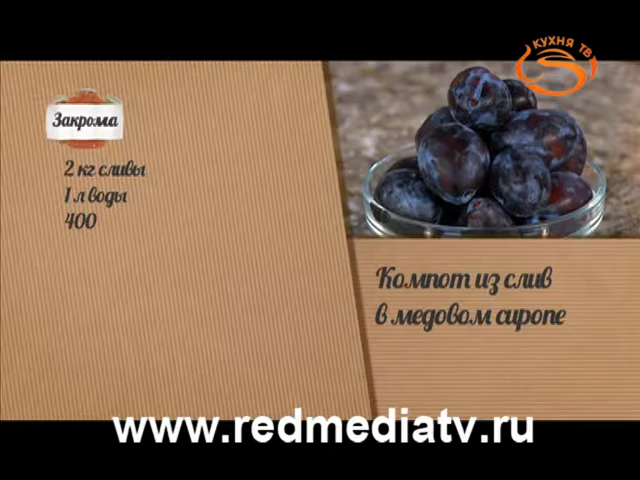 КУХНЯ ТВ
Закрома
2 кг сливы
1 л воды
400
Компот из слив
в медовом сиропе
www.redmediatv.ru